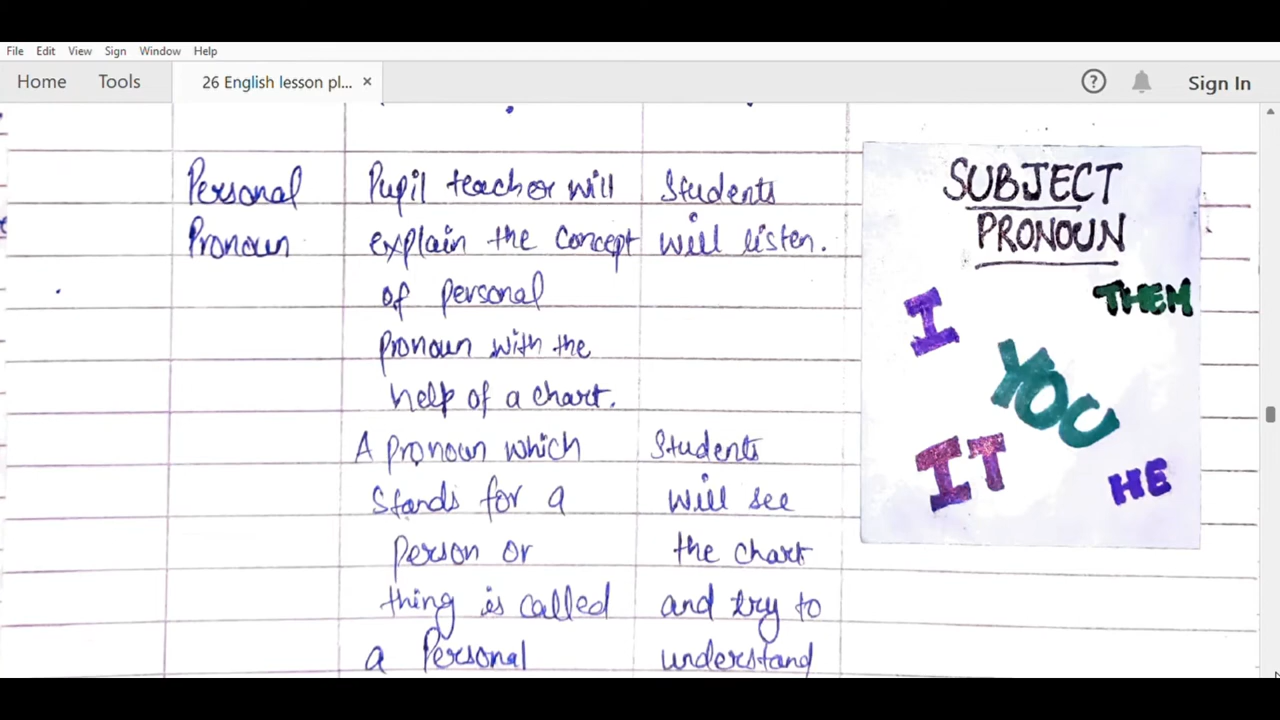 File Edit View Sign Window Help
Home Tools 26 English lesson pl... × Sign In
Personal
Pronoun
Pupil teacher will
explain the concept
of personal
pronoun with the
help of a chart.
A pronoun which
stands for a
person or
thing is called
a Personal
Students
will listen.
Students
will see
the chart
and try to
understand
SUBJECT
PRONOUN
I
THEM
YOU
IT
HE